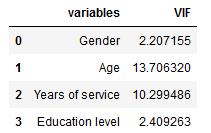 variables VIF
0 Gender 2.207155
1 Age 13.706320
2 Years of service 10.299486
3 Education level 2.409263